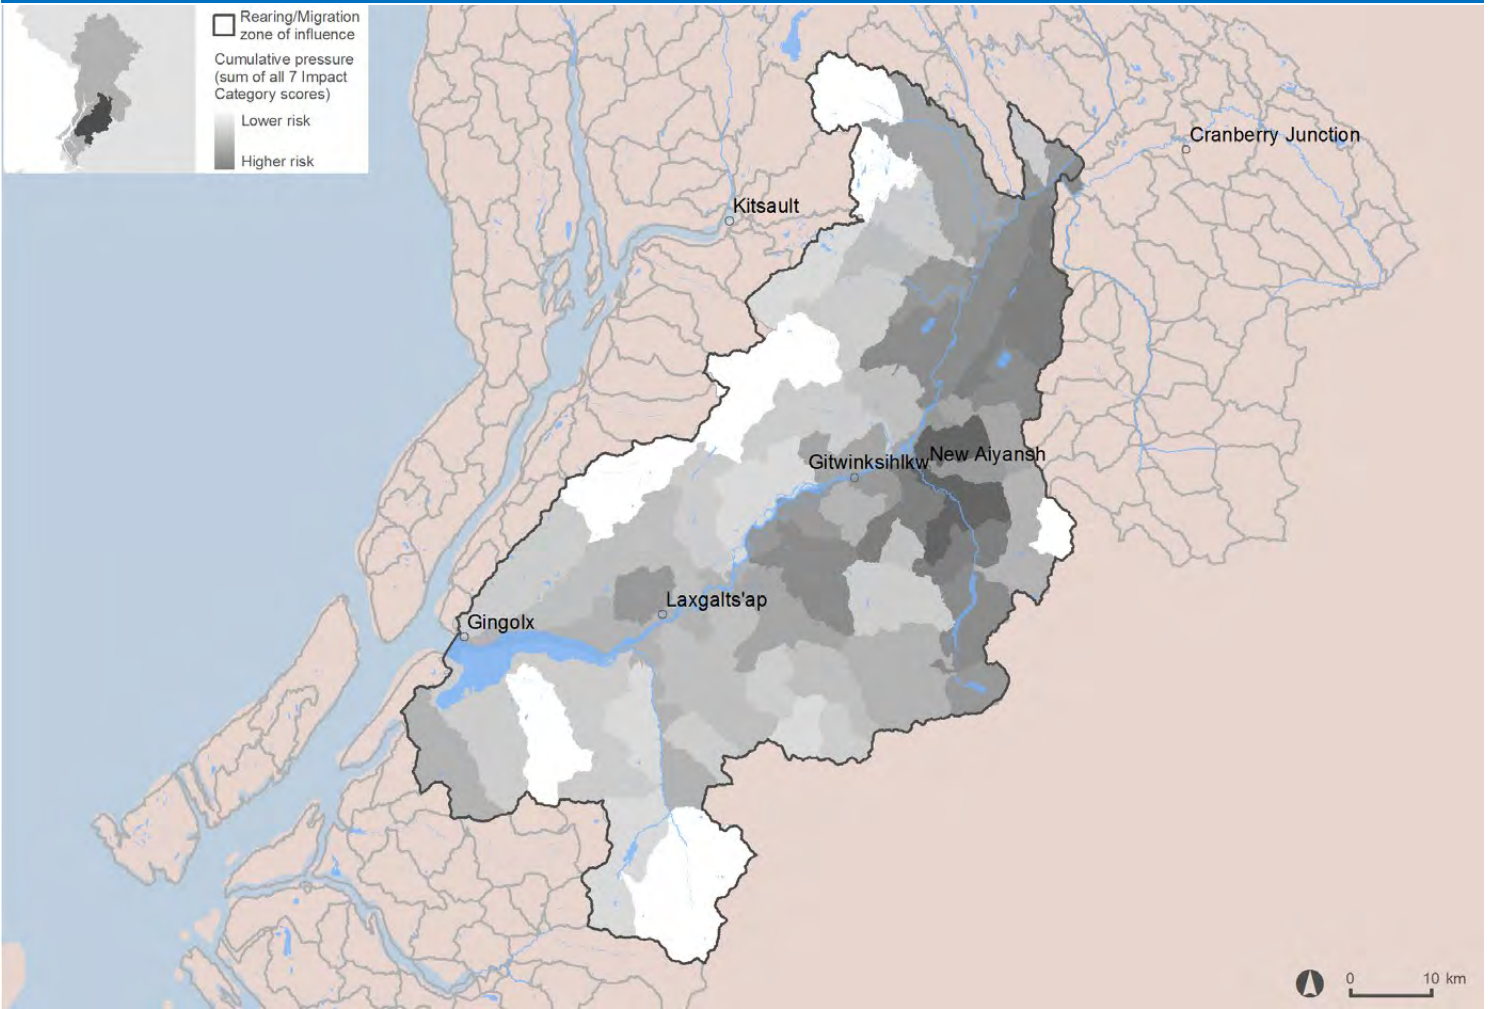 Rearing/Migration
zone of influence
Cumulative pressure
(sum of all 7 Impact
Category scores)
Lower risk
Higher risk
Cranberry Junction
Kitsault
Gitwinksihlkw
New Aiyansh
Laxgalts'ap
Gingolx
0 10 km